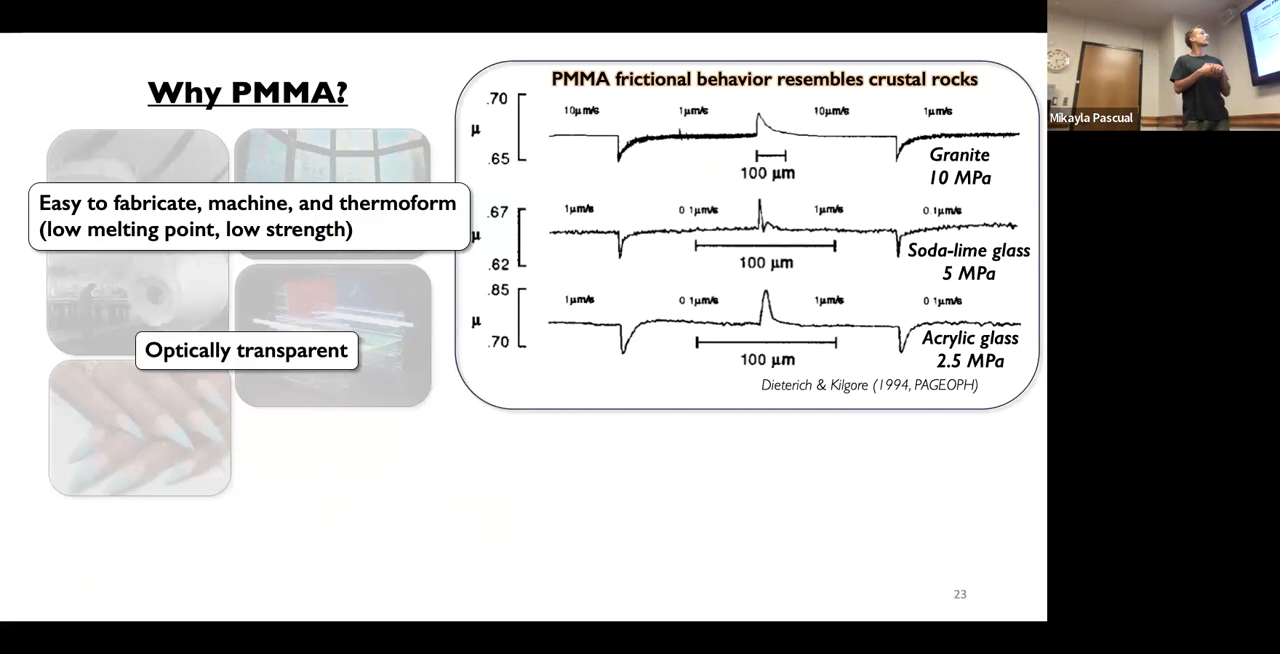 Why PMMA?
Easy to fabricate, machine, and thermoform
(low melting point, low strength)
Optically transparent
PMMA frictional behavior resembles crustal rocks
.70
10μm/s 1μm/s 10μm/s 1μm/s
μ
.65
100 μm
Granite
10 MPa
.67
1μm/s 0 1μm/s 1μm/s 0.1μm/s
μ
.62
100 μm
Soda-lime glass
5 MPa
.85
1μm/s 0 1μm/s 1μm/s 0 1μm/s
μ
.70
100 μm
Acrylic glass
2.5 MPa
Dieterich & Kilgore (1994, PAGEOPH)
23
Mikayla Pascual